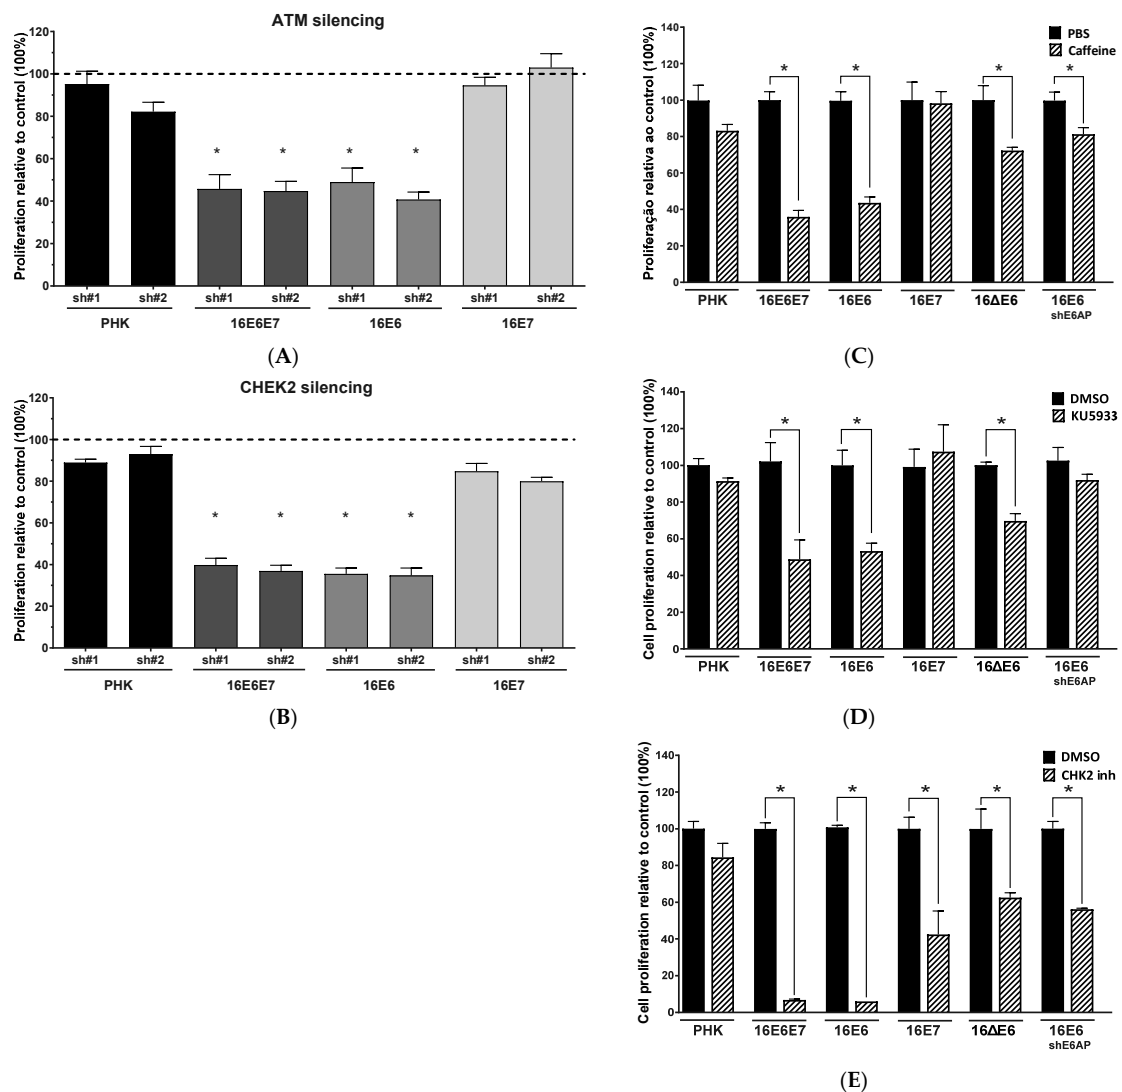 ATM silencing
Proliferation relative to control (100%)
120
100
80
60
40
20
0
* * * *
sh#1 sh#2 sh#1 sh#2 sh#1 sh#2 sh#1 sh#2
PHK 16E6E7 16E6 16E7
(A)
CHEK2 silencing
Proliferation relative to control (100%)
120
100
80
60
40
20
0
* * * *
sh#1 sh#2 sh#1 sh#2 sh#1 sh#2 sh#1 sh#2
PHK 16E6E7 16E6 16E7
(B)
Proliferação relativa ao control (100%)
PBS
Caffeine
140
120
100
80
60
40
20
0
* * * *
PHK 16E6E7 16E6 16E7 16ΔE6 16E6
shE6AP
(C)
Cell proliferation relative to control (100%)
DMSO
KU5933
140
120
100
80
60
40
20
0
* * *
PHK 16E6E7 16E6 16E7 16ΔE6 16E6
shE6AP
(D)
Cell proliferation relative to control (100%)
DMSO
CHK2 inh
140
120
100
80
60
40
20
0
* * * * *
PHK 16E6E7 16E6 16E7 16ΔE6 16E6
shE6AP
(E)